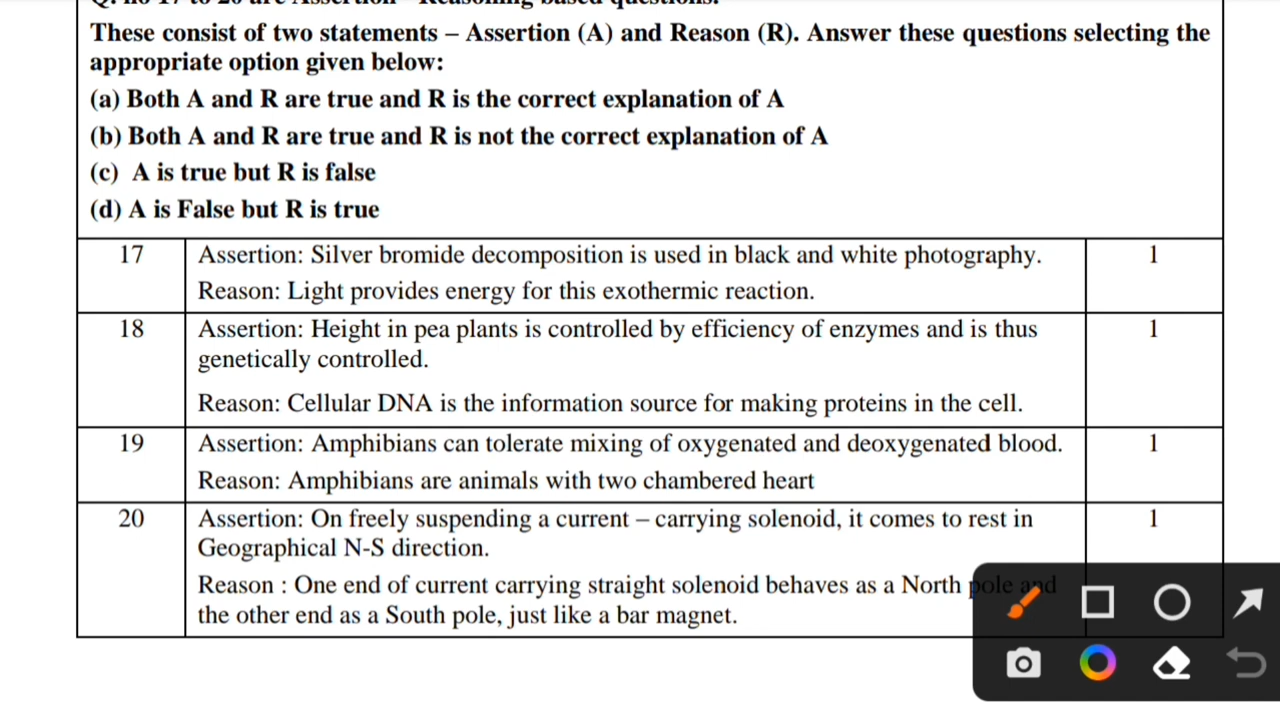 These consist of two statements – Assertion (A) and Reason (R). Answer these questions selecting the
appropriate option given below:
(a) Both A and R are true and R is the correct explanation of A
(b) Both A and R are true and R is not the correct explanation of A
(c) A is true but R is false
(d) A is False but R is true
17 Assertion: Silver bromide decomposition is used in black and white photography. 1
Reason: Light provides energy for this exothermic reaction.
18 Assertion: Height in pea plants is controlled by efficiency of enzymes and is thus 1
genetically controlled.
Reason: Cellular DNA is the information source for making proteins in the cell.
19 Assertion: Amphibians can tolerate mixing of oxygenated and deoxygenated blood. 1
Reason: Amphibians are animals with two chambered heart
20 Assertion: On freely suspending a current – carrying solenoid, it comes to rest in 1
Geographical N-S direction.
Reason : One end of current carrying straight solenoid behaves as a North pole and
the other end as a South pole, just like a bar magnet.